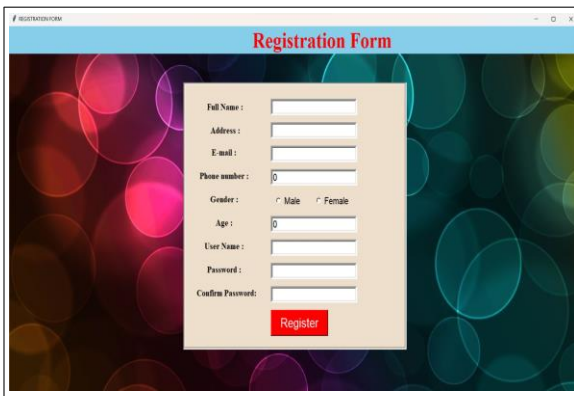 REGISTRATION FORM
Registration Form
Full Name :
Address :
E-mail :
Phone number : 0
Gender : Male Female
Age : 0
User Name :
Password :
Confirm Password:
Register